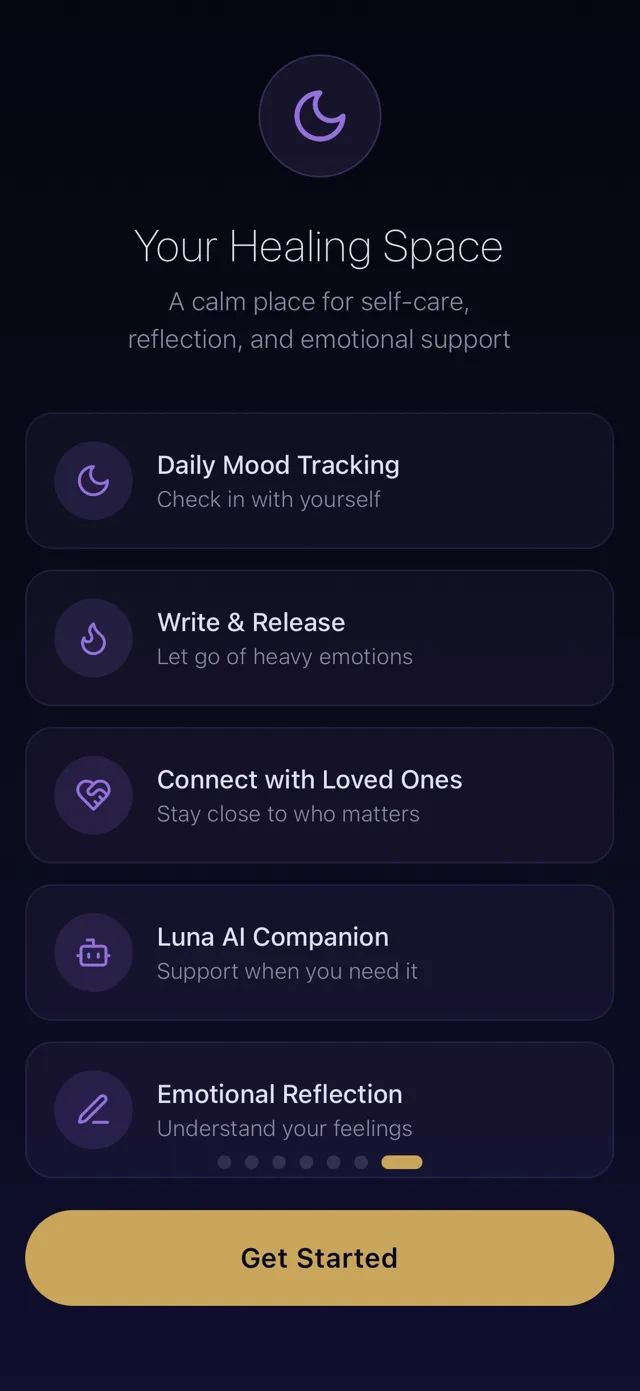 Your Healing Space
A calm place for self-care,
reflection, and emotional support
Daily Mood Tracking
Check in with yourself
Write & Release
Let go of heavy emotions
Connect with Loved Ones
Stay close to who matters
Luna AI Companion
Support when you need it
Emotional Reflection
Understand your feelings
Get Started